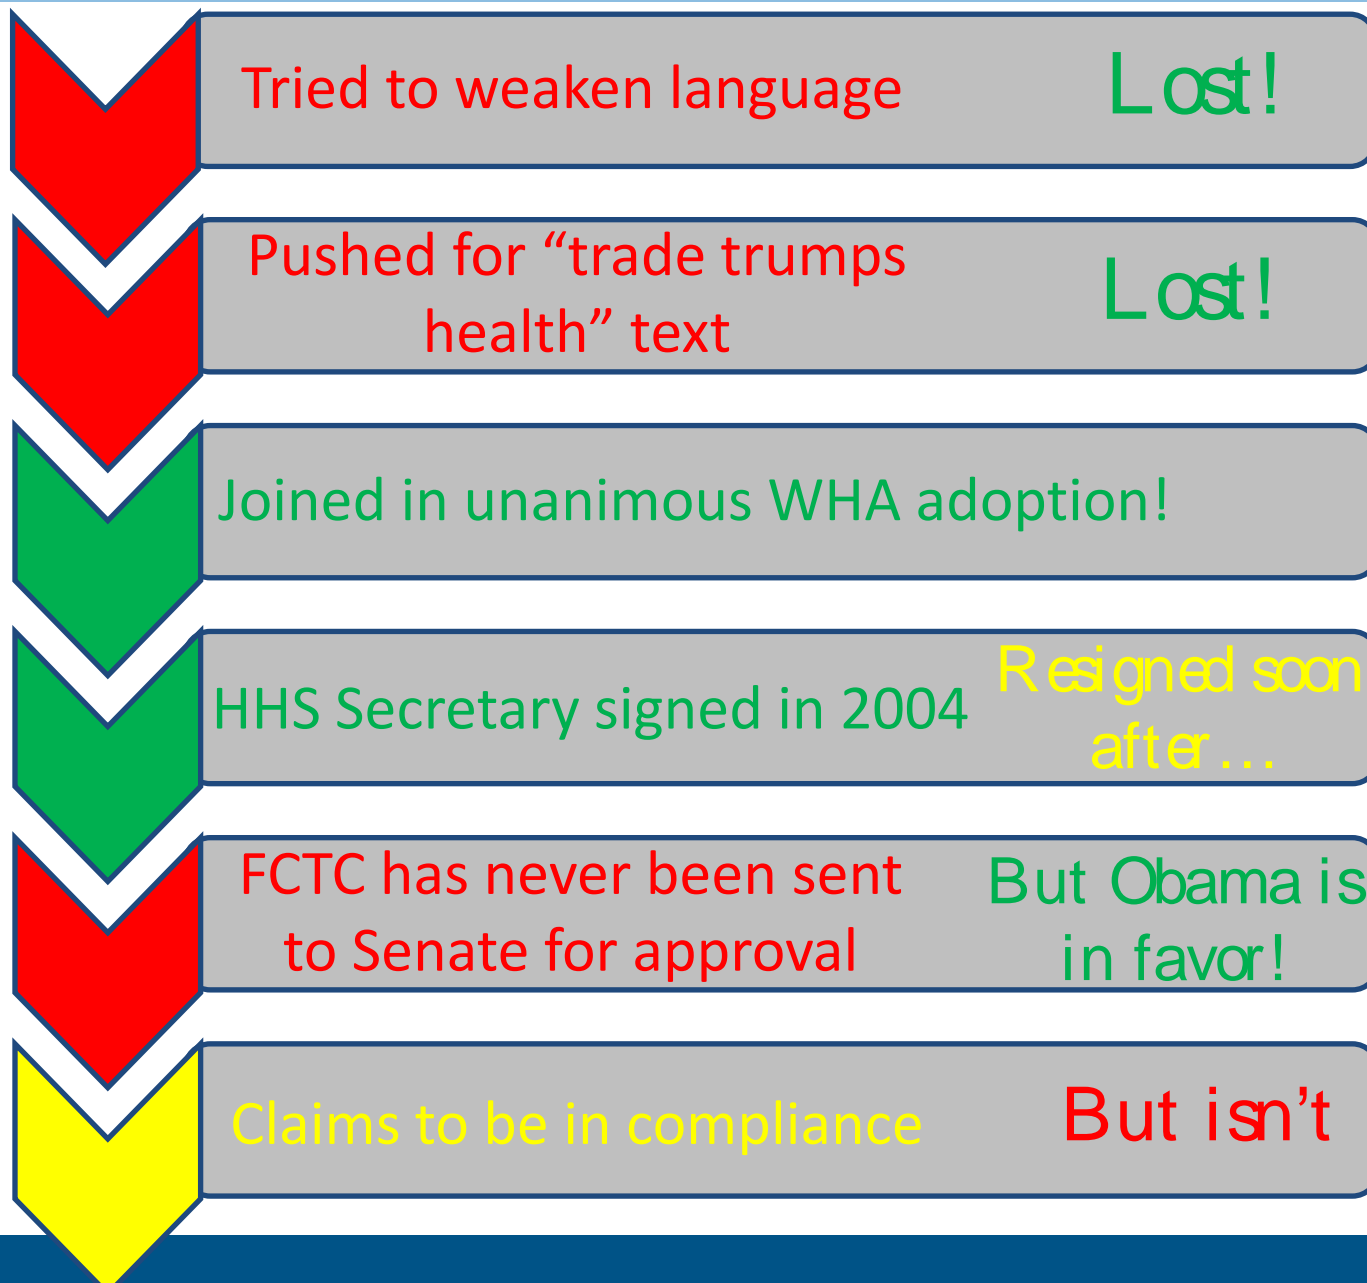 Tried to weaken language
Lost!
Pushed for “trade trumps
health” text
Lost!
Joined in unanimous WHA adoption!
HHS Secretary signed in 2004
Resigned soon
after…
FCTC has never been sent
to Senate for approval
But Obama is
in favor!
Claims to be in compliance
But isn’t